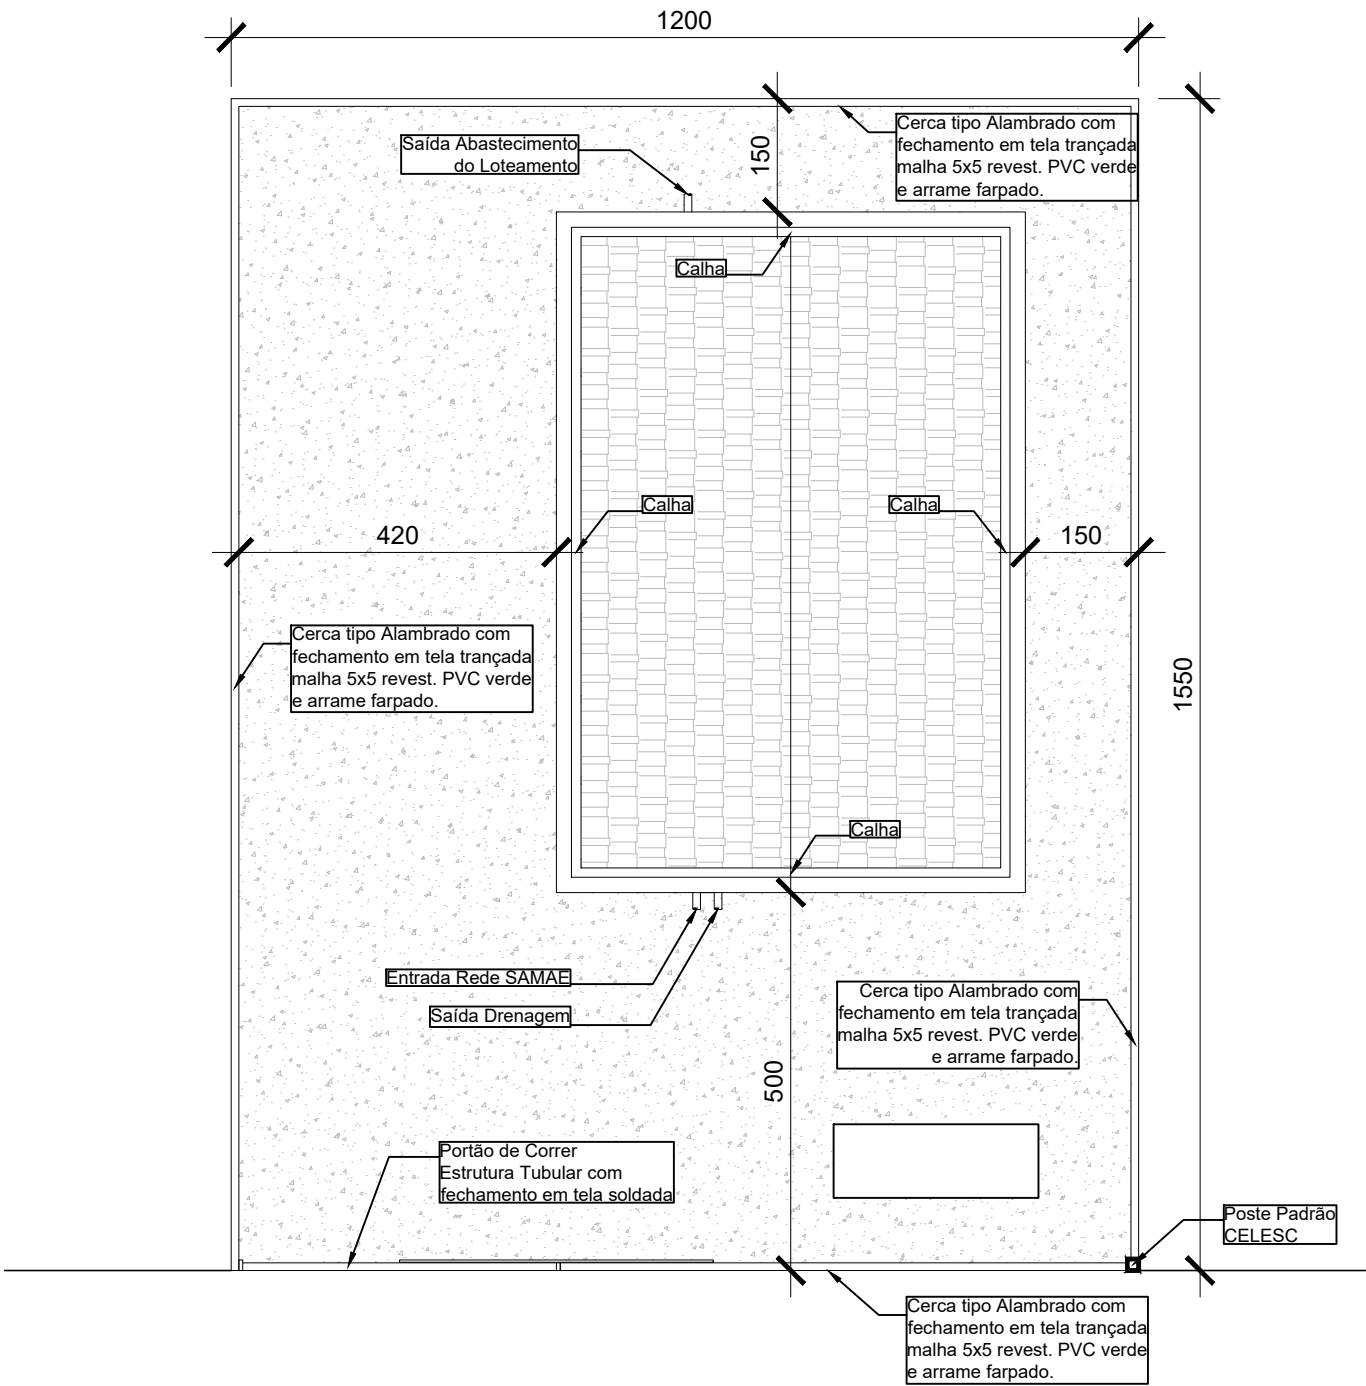 1200
Saída Abastecimento
do Loteamento
150
Cerca tipo Alambrado com
fechamento em tela trançada
malha 5x5 revest. PVC verde
e arrame farpado.
Calha
Calha
Calha
420
150
Cerca tipo Alambrado com
fechamento em tela trançada
malha 5x5 revest. PVC verde
e arrame farpado.
1550
Calha
Entrada Rede SAMAE
Saída Drenagem
Cerca tipo Alambrado com
fechamento em tela trançada
malha 5x5 revest. PVC verde
e arrame farpado.
500
Portão de Correr
Estrutura Tubular com
fechamento em tela soldada
Poste Padrão
CELESC
Cerca tipo Alambrado com
fechamento em tela trançada
malha 5x5 revest. PVC verde
e arrame farpado.